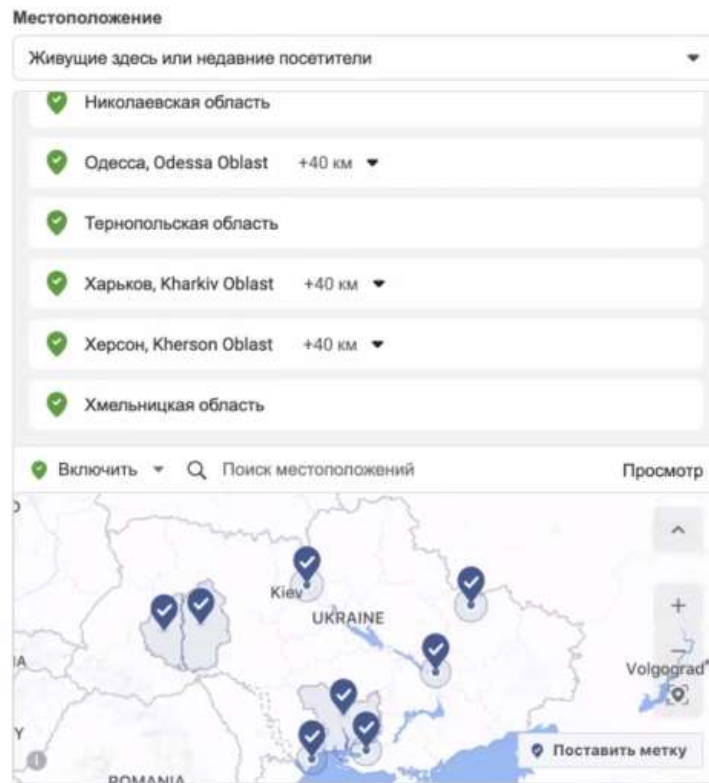 Местоположение
Живущие здесь или недавние посетители
Николаевская область
Одесса, Odessa Oblast +40 км
Тернопольская область
Харьков, Kharkiv Oblast +40 км
Херсон, Kherson Oblast +40 км
Хмельницкая область
Включить Поиск местоположений Просмотр
Kiev
UKRAINE
Volgograd
Поставить метку
ROMANIA